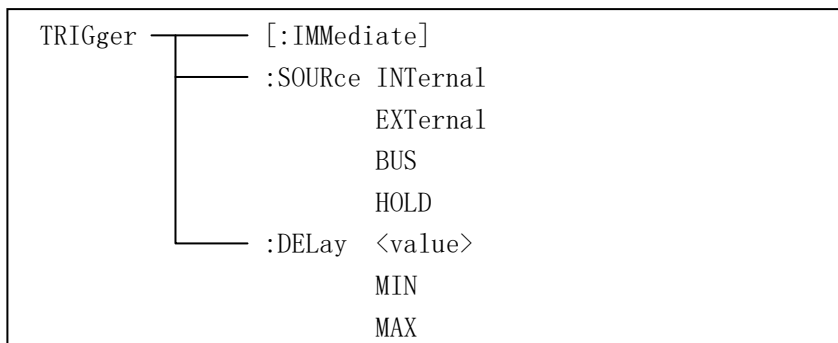 TRIGger [:IMMediate]
:SOURce INTernal
EXTernal
BUS
HOLD
:DELay <value>
MIN
MAX